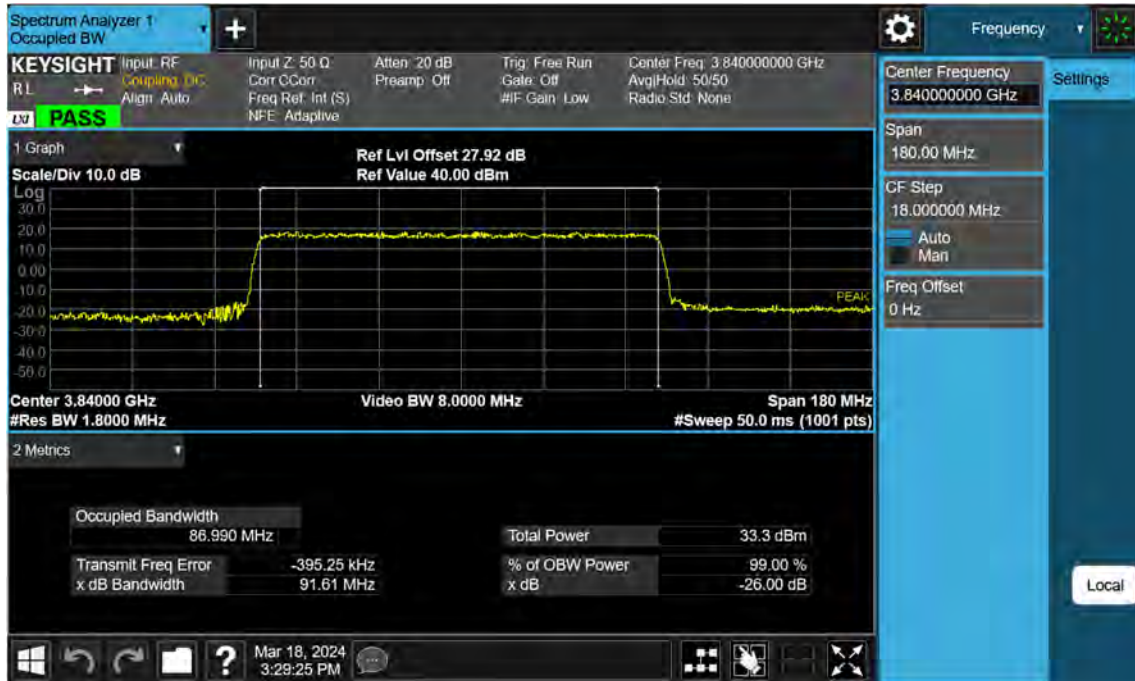 Spectrum Analyzer 1
Occupied BW
+
Frequency
KEYSIGHT
RL
LXI
PASS
Input: RF
Coupling: DC
Align: Auto
Input Z: 50 Ω
Corr CCorr
Freq Ref: Int (S)
NFE: Adaptive
Atten: 20 dB
Preamp: Off
Trig: Free Run
Gate: Off
#IF Gain: Low
Center Freq: 3.840000000 GHz
Avg|Hold: 50/50
Radio Std: None
Center Frequency
3.840000000 GHz
Settings
Span
180.00 MHz
CF Step
18.000000 MHz
Auto
Man
Freq Offset
0 Hz
1 Graph
Scale/Div 10.0 dB
Ref Lvl Offset 27.92 dB
Ref Value 40.00 dBm
Log
30.0
20.0
10.0
0.00
-10.0
-20.0
-30.0
-40.0
-50.0
PEAK
Center 3.84000 GHz
#Res BW 1.8000 MHz
Video BW 8.0000 MHz
Span 180 MHz
#Sweep 50.0 ms (1001 pts)
2 Metrics
Occupied Bandwidth
86.990 MHz
Transmit Freq Error -395.25 kHz
x dB Bandwidth 91.61 MHz
Total Power 33.3 dBm
% of OBW Power 99.00 %
x dB -26.00 dB
Local
?
Mar 18, 2024
3:29:25 PM